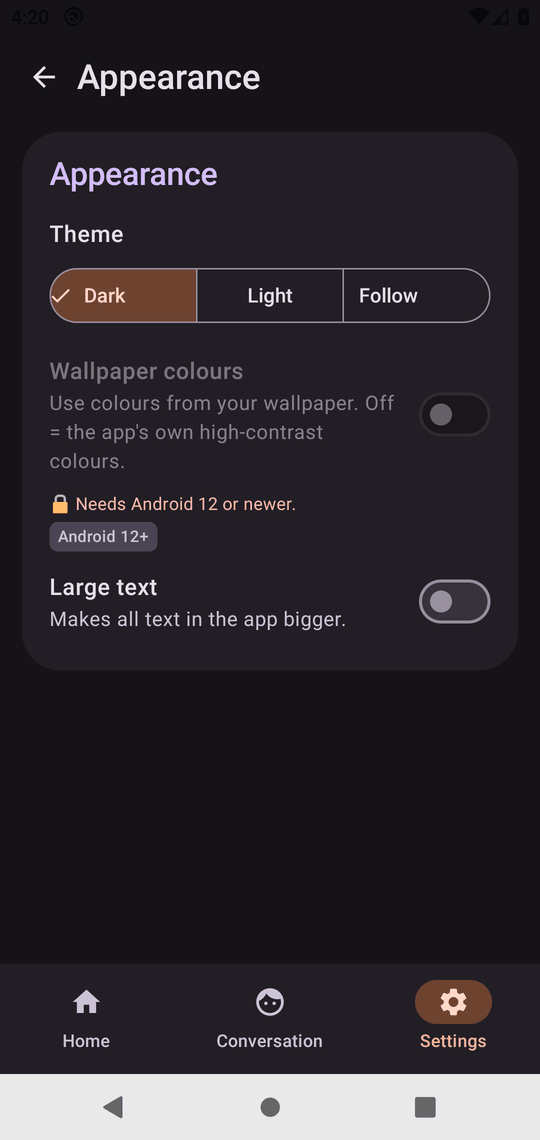 4:20
Appearance
Appearance
Theme
Dark
Light
Follow
Wallpaper colours
Use colours from your wallpaper. Off
= the app's own high-contrast
colours.
🔒 Needs Android 12 or newer.
Android 12+
Large text
Makes all text in the app bigger.
Home
Conversation
Settings